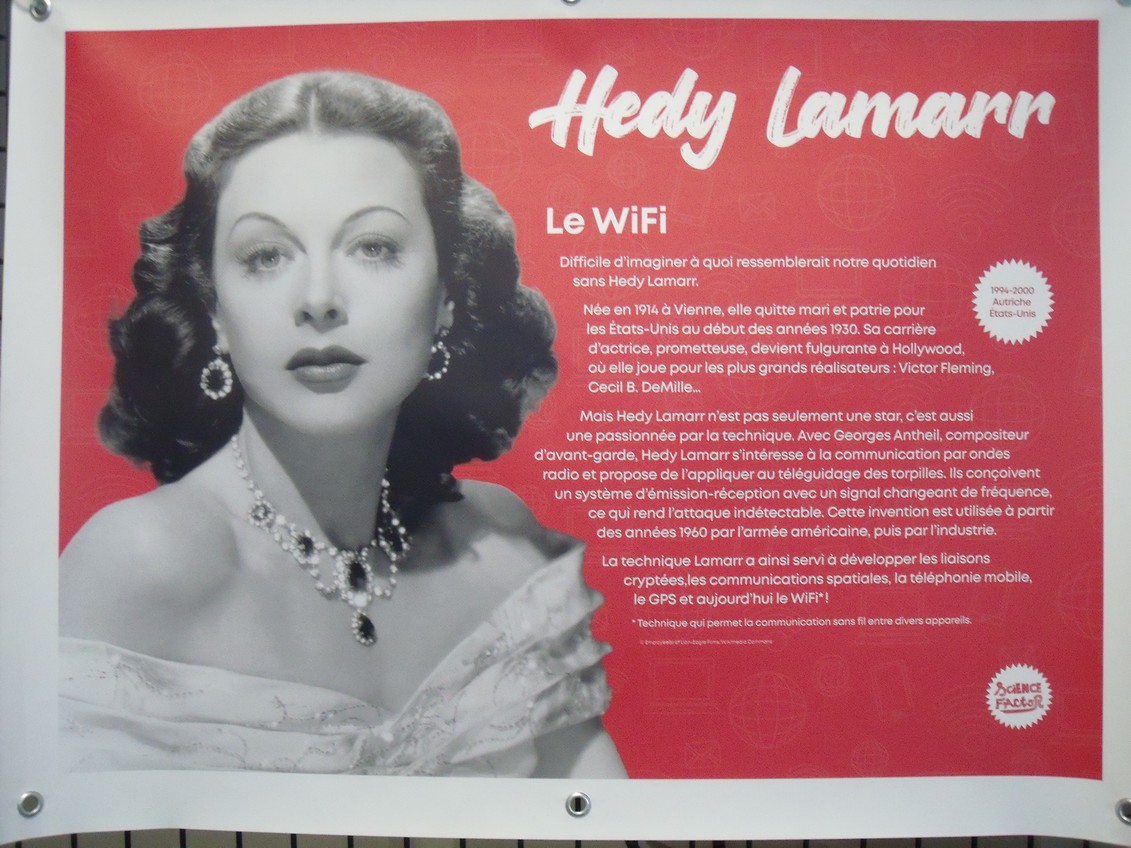 Hedy Lamarr
Le WiFi
Difficile d'imaginer à quoi ressemblerait notre quotidien
sans Hedy Lamarr.
1994-2000
Autriche
États-Unis
Née en 1914 à Vienne, elle quitte mari et patrie pour
les États-Unis au début des années 1930. Sa carrière
d'actrice, prometteuse, devient fulgurante à Hollywood,
où elle joue pour les plus grands réalisateurs : Victor Fleming,
Cecil B. DeMille...
Mais Hedy Lamarr n'est pas seulement une star, c'est aussi
une passionnée par la technique. Avec Georges Antheil, compositeur
d'avant-garde, Hedy Lamarr s'intéresse à la communication par ondes
radio et propose de l'appliquer au téléguidage des torpilles. Ils conçoivent
un système d'émission-réception avec un signal changeant de fréquence,
ce qui rend l'attaque indétectable. Cette invention est utilisée à partir
des années 1960 par l'armée américaine, puis par l'industrie.
La technique Lamarr a ainsi servi à développer les liaisons
cryptées,les communications spatiales, la téléphonie mobile,
le GPS et aujourd'hui le WiFi* !
* Technique qui permet la communication sans fil entre divers appareils.
© Employee(s) of Lion-Eagle Films/Wikimedia Commons
SCIENCE
FACTOR